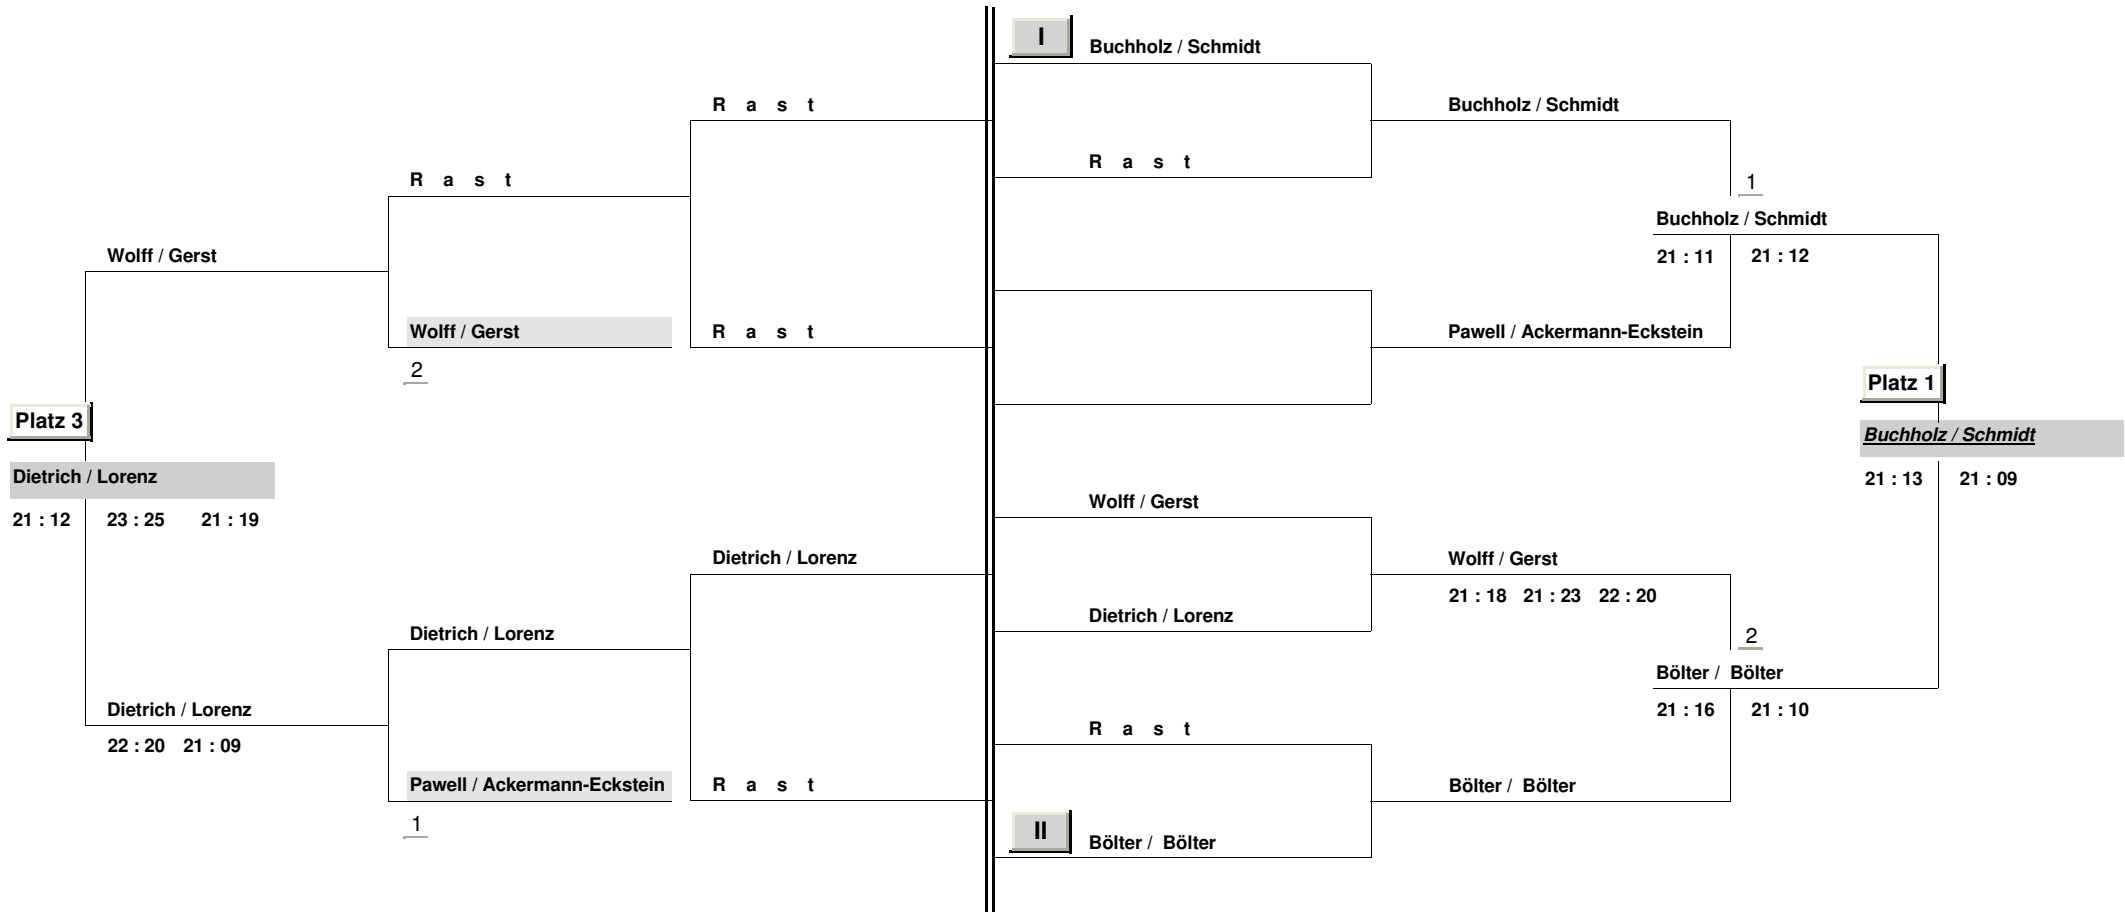 I
Buchholz / Schmidt
R a s t
Buchholz / Schmidt
R a s t
R a s t
1
Buchholz / Schmidt
Wolff / Gerst
21 : 11 21 : 12
Wolff / Gerst
R a s t
Pawell / Ackermann-Eckstein
2
Platz 1
Platz 3
Buchholz / Schmidt
Dietrich / Lorenz
21 : 13 21 : 09
Wolff / Gerst
21 : 12 23 : 25 21 : 19
Dietrich / Lorenz
Wolff / Gerst
21 : 18 21 : 23 22 : 20
Dietrich / Lorenz
Dietrich / Lorenz
2
Bölter / Bölter
Dietrich / Lorenz
21 : 16 21 : 10
R a s t
22 : 20 21 : 09
Pawell / Ackermann-Eckstein
R a s t
Bölter / Bölter
1
II
Bölter / Bölter